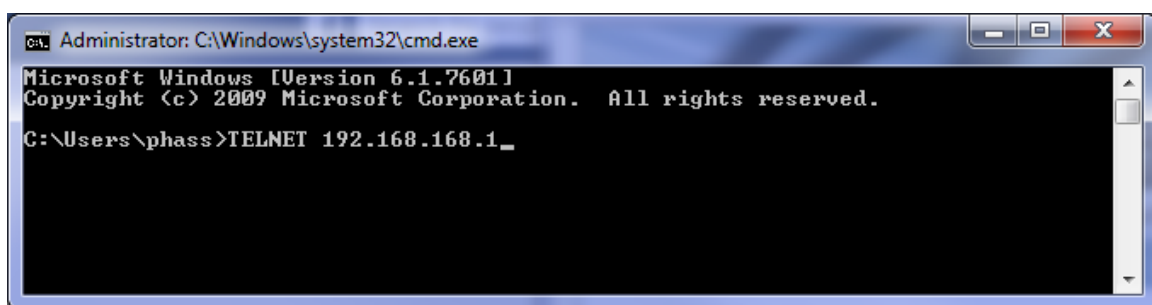 Administrator: C:\Windows\system32\cmd.exe
Microsoft Windows [Version 6.1.7601]
Copyright (c) 2009 Microsoft Corporation.  All rights reserved.
C:\Users\phass>TELNET 192.168.168.1_